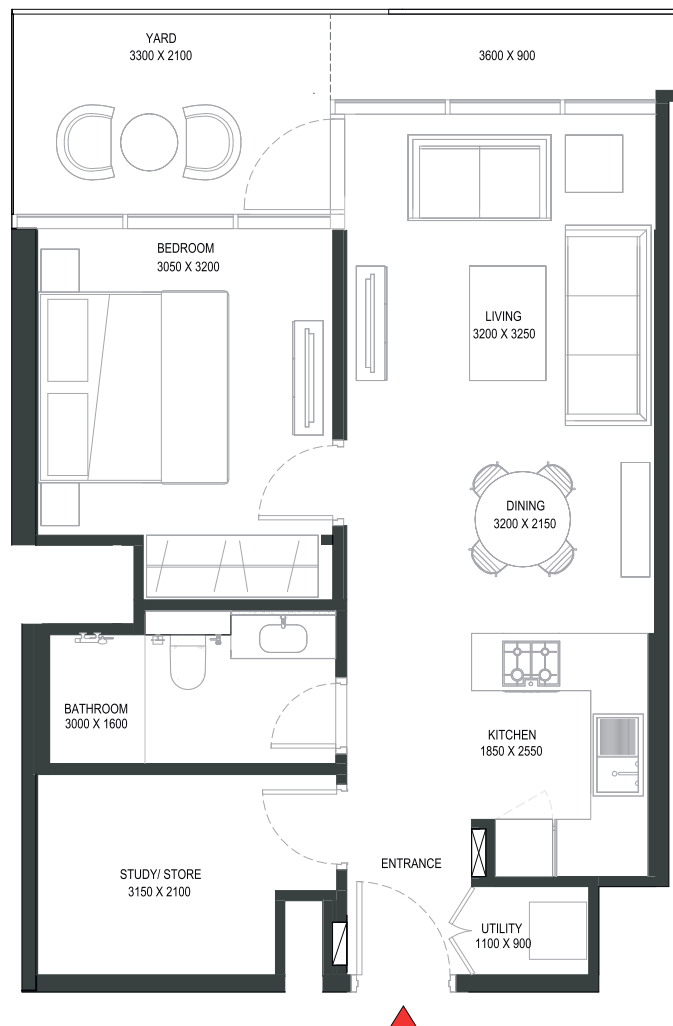 YARD
3300 X 2100
3600 X 900
BEDROOM
3050 X 3200
LIVING
3200 X 3250
DINING
3200 X 2150
BATHROOM
3000 X 1600
KITCHEN
1850 X 2550
ENTRANCE
STUDY/ STORE
3150 X 2100
UTILITY
1100 X 900